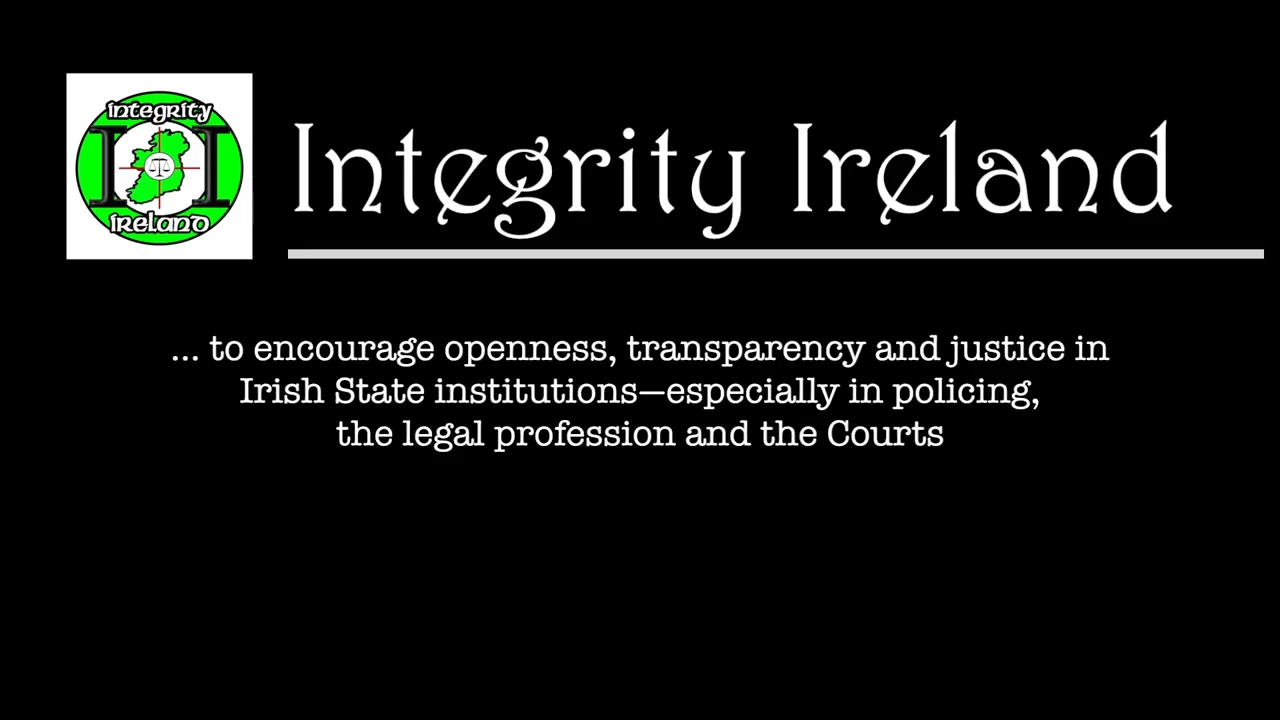 Integrity
I I
Ireland
Integrity Ireland
... to encourage openness, transparency and justice in
Irish State institutions—especially in policing,
the legal profession and the Courts